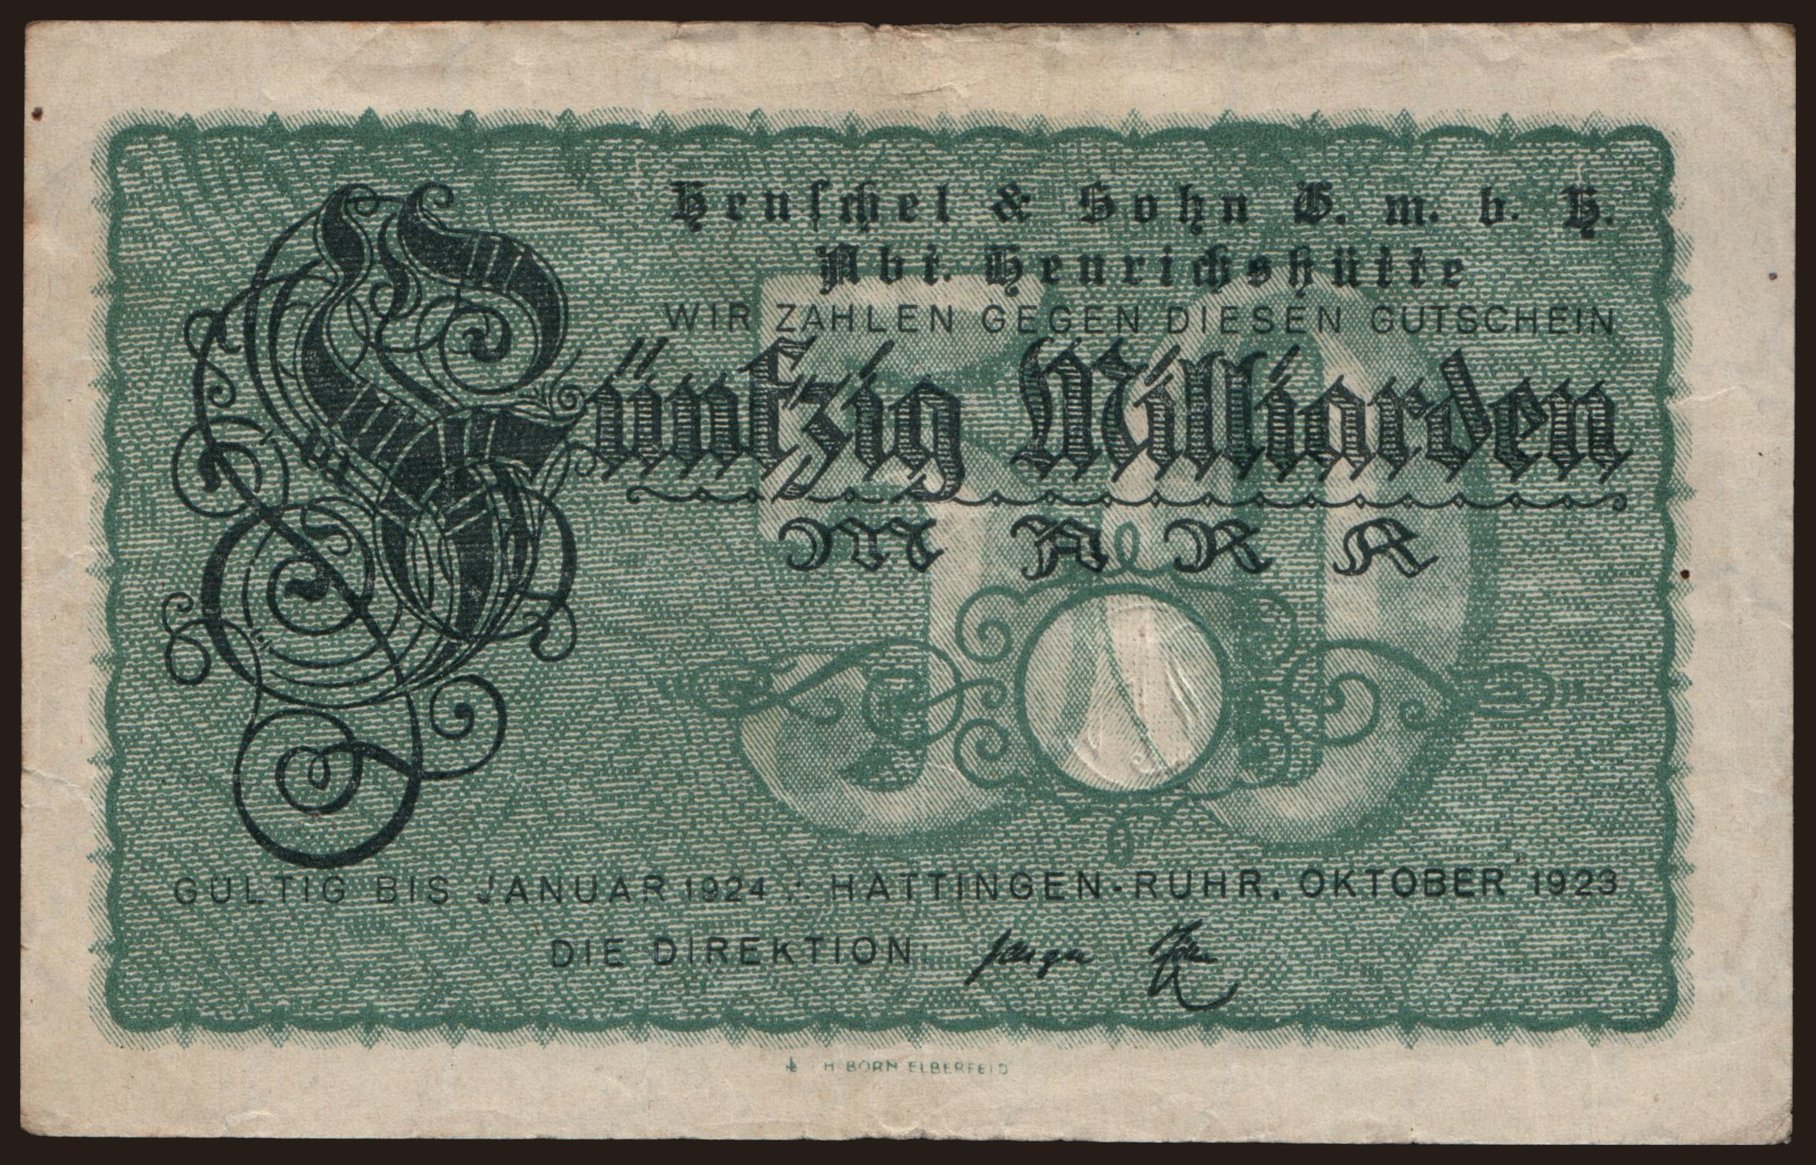 Henschel & Sohn G. m. b. H.
Abt. Henrichshütte
WIR ZAHLEN GEGEN DIESEN GUTSCHEIN
50
Fünfzig Milliarden
MARK
GÜLTIG BIS JANUAR 1924 : HATTINGEN-RUHR, OKTOBER 1923
DIE DIREKTION:
H. BORN ELBERFELD